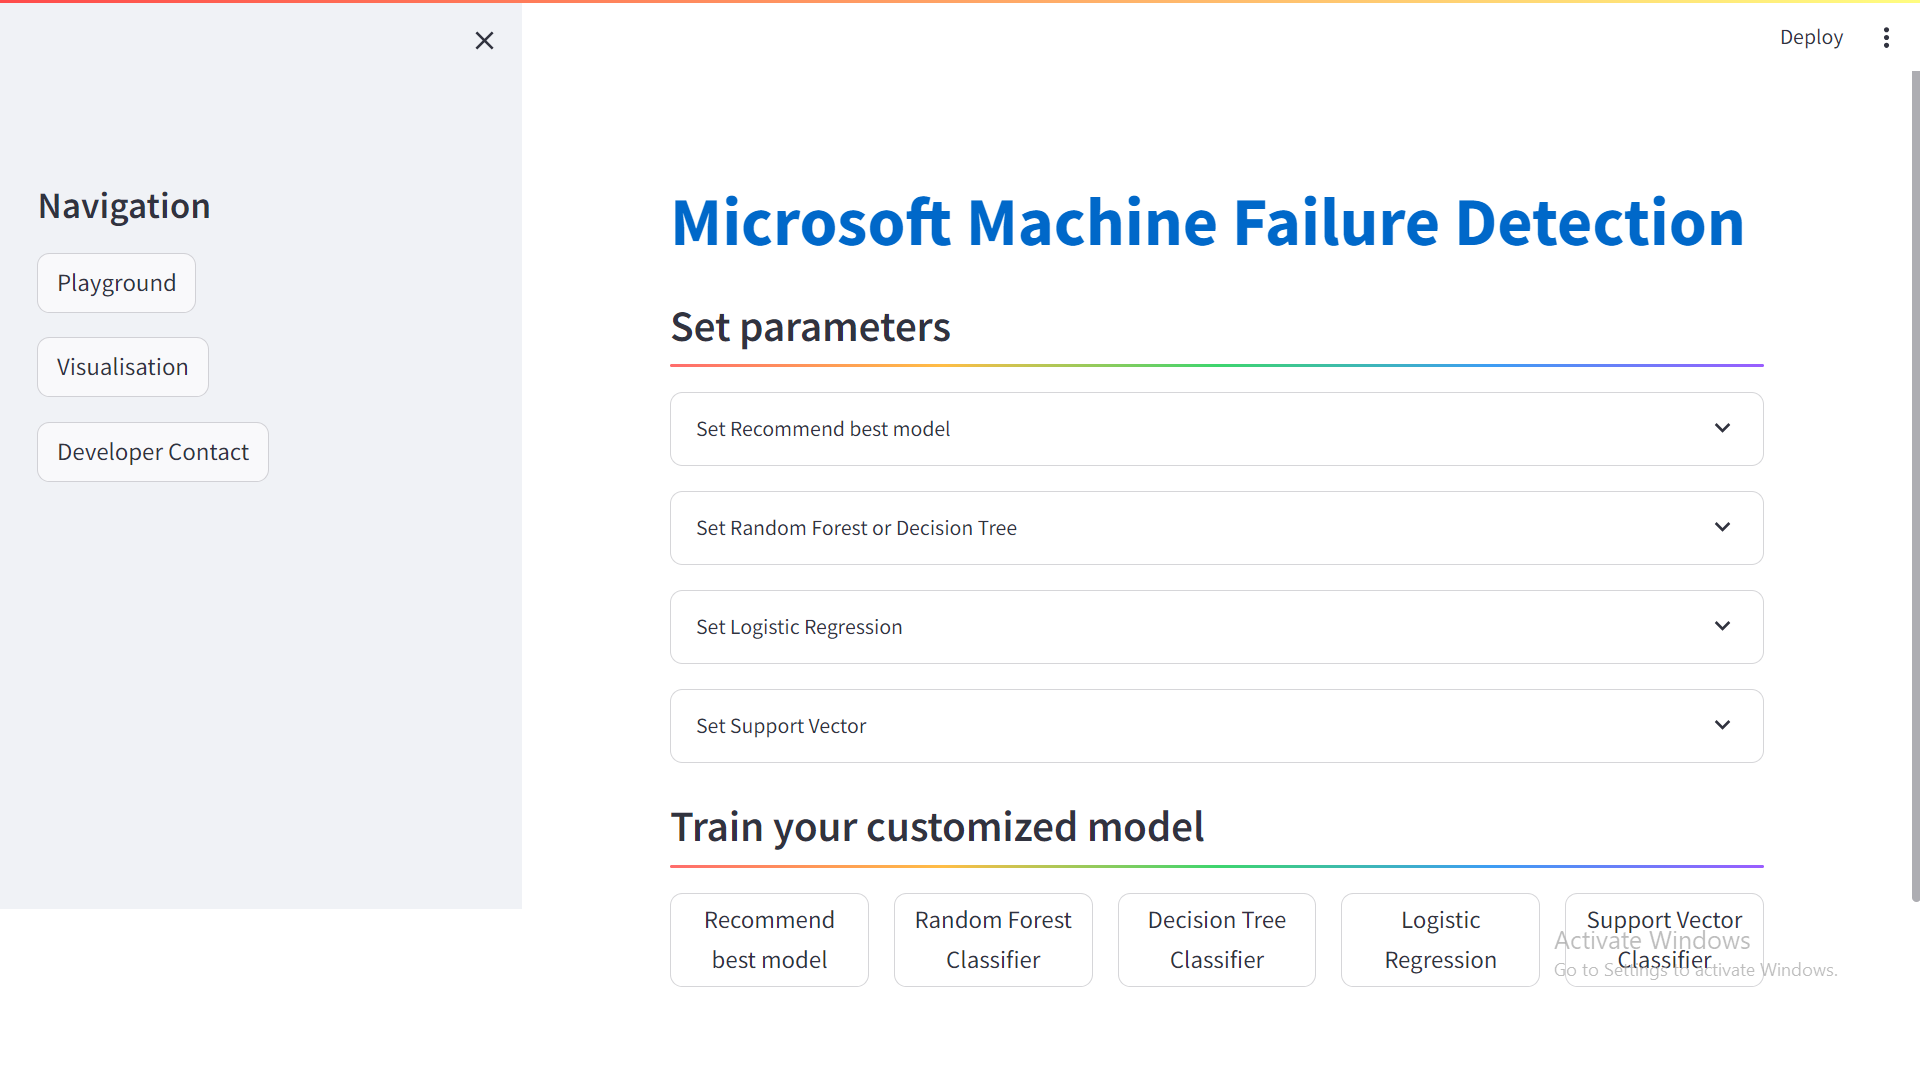 Deploy
Navigation
Playground
Visualisation
Developer Contact
Microsoft Machine Failure Detection
Set parameters
Set Recommend best model
Set Random Forest or Decision Tree
Set Logistic Regression
Set Support Vector
Train your customized model
Recommend
best model
Random Forest
Classifier
Decision Tree
Classifier
Logistic
Regression
Support Vector
Classifier
Activate Windows
Go to Settings to activate Windows.